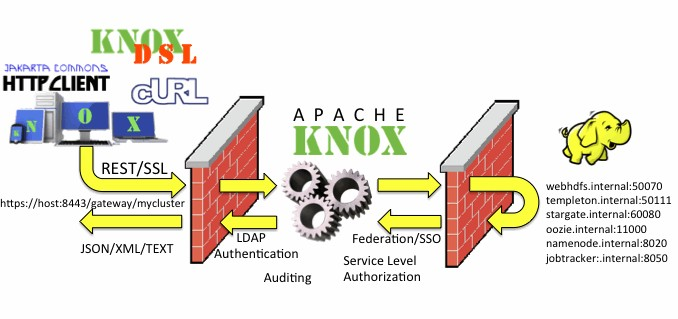 KNOX
DSL
JAKARTA COMMONS
HTTPCLIENT
cURL
K N O X
REST/SSL
https://host:8443/gateway/mycluster
JSON/XML/TEXT
APACHE
KNOX
LDAP
Authentication
Auditing
Federation/SSO
Service Level
Authorization
webhdfs.internal:50070
templeton.internal:50111
stargate.internal:60080
oozie.internal:11000
namenode.internal:8020
jobtracker:.internal:8050